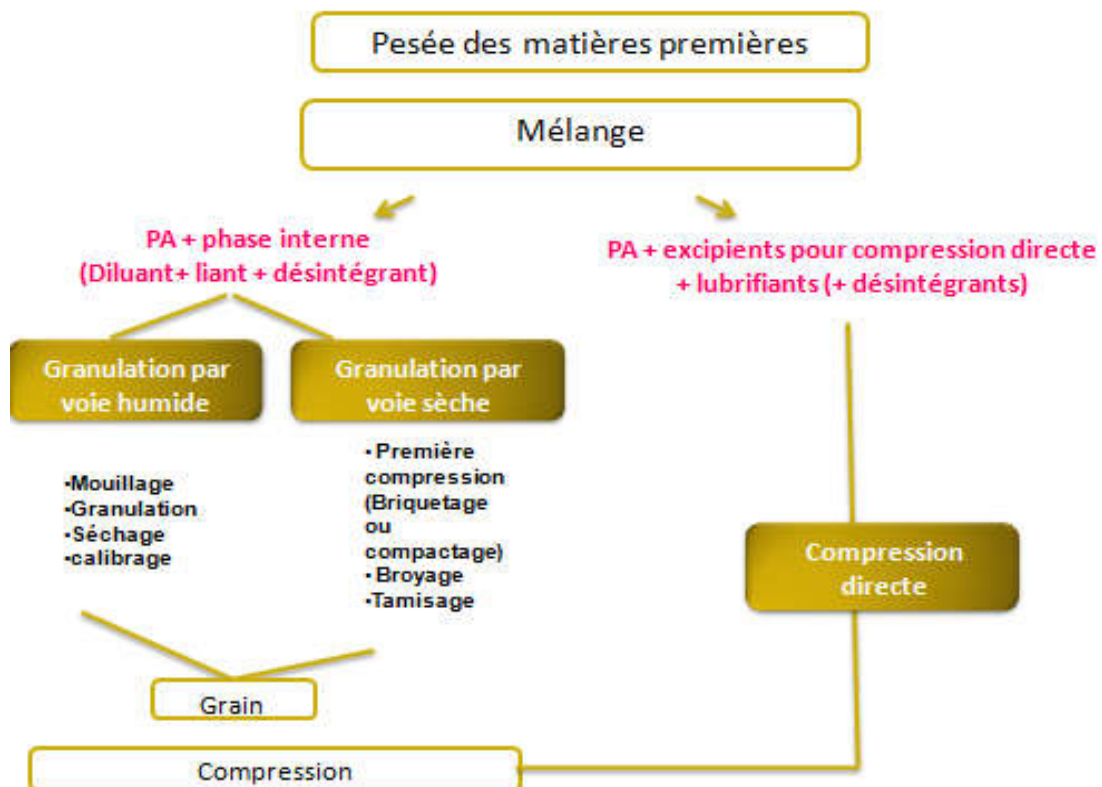 Pesée des matières premières
Mélange
PA + phase interne
(Diluant+ liant + désintégrant)
PA + excipients pour compression directe
+ lubrifiants (+ désintégrants)
Granulation par
voie humide
Granulation par
voie sèche
•Mouillage
•Granulation
•Séchage
•calibrage
• Première
compression
(Briquetage
ou
compactage)
• Broyage
•Tamisage
Compression
directe
Grain
Compression